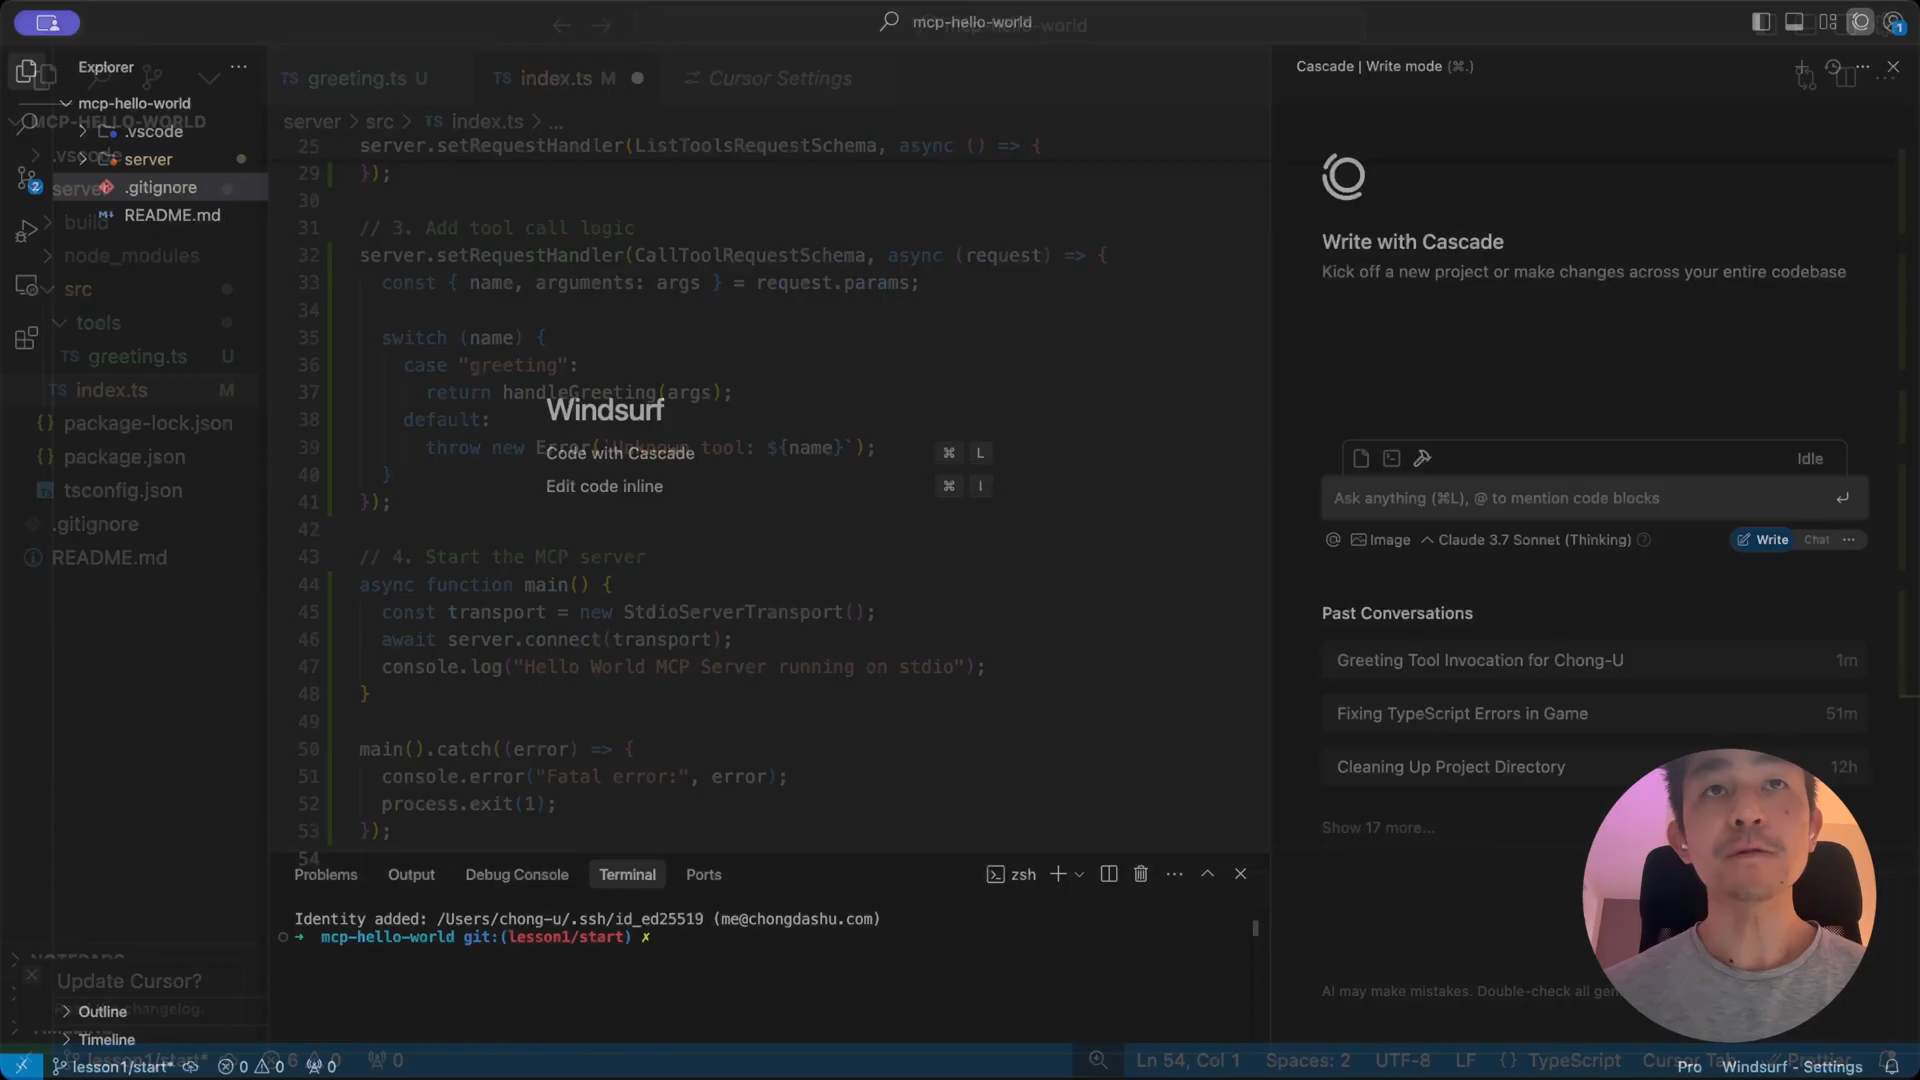 mcp-hello-world
mcp-hello-world
Explorer
mcp-hello-world
MCP-HELLO-WORLD
.vscode
.vscode
server
server
.gitignore
README.md
build
node_modules
src
tools
TS greeting.ts U
TS index.ts M
{} package-lock.json
{} package.json
TS tsconfig.json
.gitignore
README.md
2
NOTEPADS
Update Cursor?
changelog.
Outline
Timeline
TS greeting.ts U
TS index.ts M
Cursor Settings
server > src > TS index.ts > ...
25 server.setRequestHandler(ListToolsRequestSchema, async () => {
29 });
30
31 // 3. Add tool call logic
32 server.setRequestHandler(CallToolRequestSchema, async (request) => {
33 const { name, arguments: args } = request.params;
34
35 switch (name) {
36 case "greeting":
37 return handleGreeting(args);
38 default:
39 throw new Error(`Unknown tool: ${name}`);
40 }
41 });
42
43 // 4. Start the MCP server
44 async function main() {
45 const transport = new StdioServerTransport();
46 await server.connect(transport);
47 console.log("Hello World MCP Server running on stdio");
48 }
49
50 main().catch((error) => {
51 console.error("Fatal error:", error);
52 process.exit(1);
53 });
54
Windsurf
Code with Cascade ⌘ L
Edit code inline ⌘ I
Problems Output Debug Console Terminal Ports
zsh
Identity added: /Users/chong-u/.ssh/id_ed25519 (me@chongdashu.com)
➜ mcp-hello-world git:(lesson1/start) ✗
Cascade | Write mode (⌘.)
1
Write with Cascade
Kick off a new project or make changes across your entire codebase
Idle
Ask anything (⌘L), @ to mention code blocks
@ Image Claude 3.7 Sonnet (Thinking)
Write Chat
Past Conversations
Greeting Tool Invocation for Chong-U 1m
Fixing TypeScript Errors in Game 51m
Cleaning Up Project Directory 12h
Show 17 more...
AI may make mistakes. Double-check all
lesson1/start*
lesson1/start*
0 0 0
6 0 0
Ln 54, Col 1 Spaces: 2 UTF-8 LF {} TypeScript Cursor Tab Prettier
Pro Windsurf - Settings